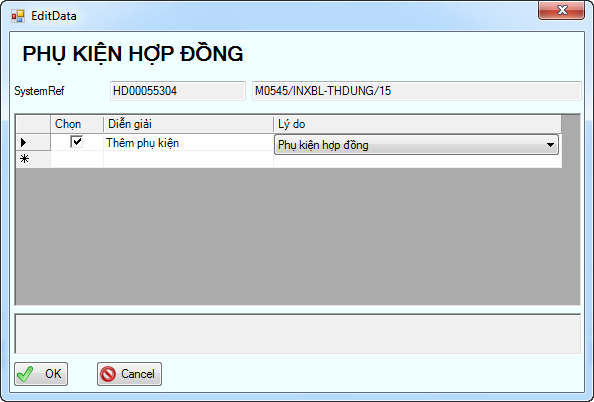 EditData
PHỤ KIỆN HỢP ĐỒNG
SystemRef HD00055304 M0545/INXBL-THDUNG/15
Chọn Diễn giải Lý do
Thêm phụ kiện Phụ kiện hợp đồng
OK Cancel